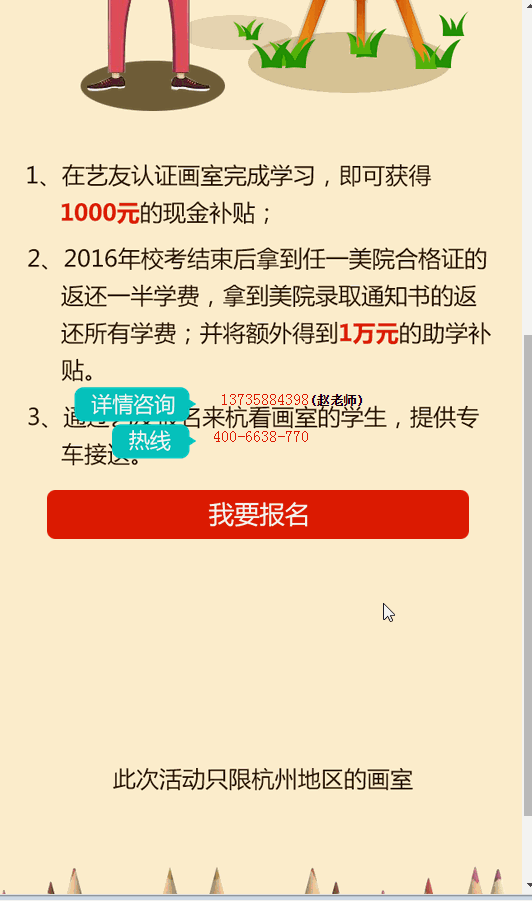 1、在艺友认证画室完成学习，即可获得
1000元的现金补贴；
2、2016年校考结束后拿到任一美院合格证的
返还一半学费，拿到美院录取通知书的返
还所有学费；并将额外得到1万元的助学补
贴。
详情咨询 13735884398(赵老师)
3、通过 报名来杭看画室的学生，提供专
热线 400-6638-770
车接送。
我要报名
此次活动只限杭州地区的画室